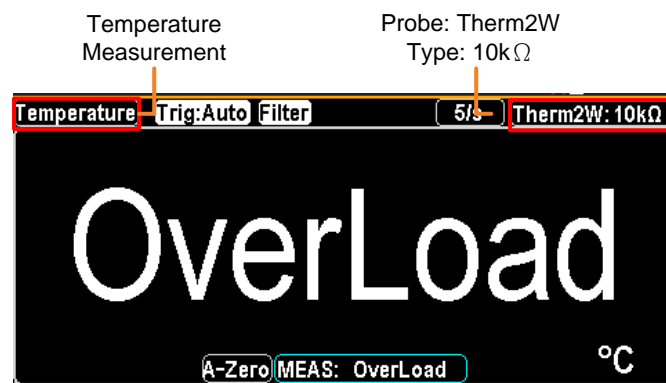 Temperature
Measurement
Probe: Therm2W
Type: 10kΩ
Temperature Trig:Auto Filter 5/s Therm2W:10kΩ
OverLoad
°C
A-Zero MEAS: OverLoad